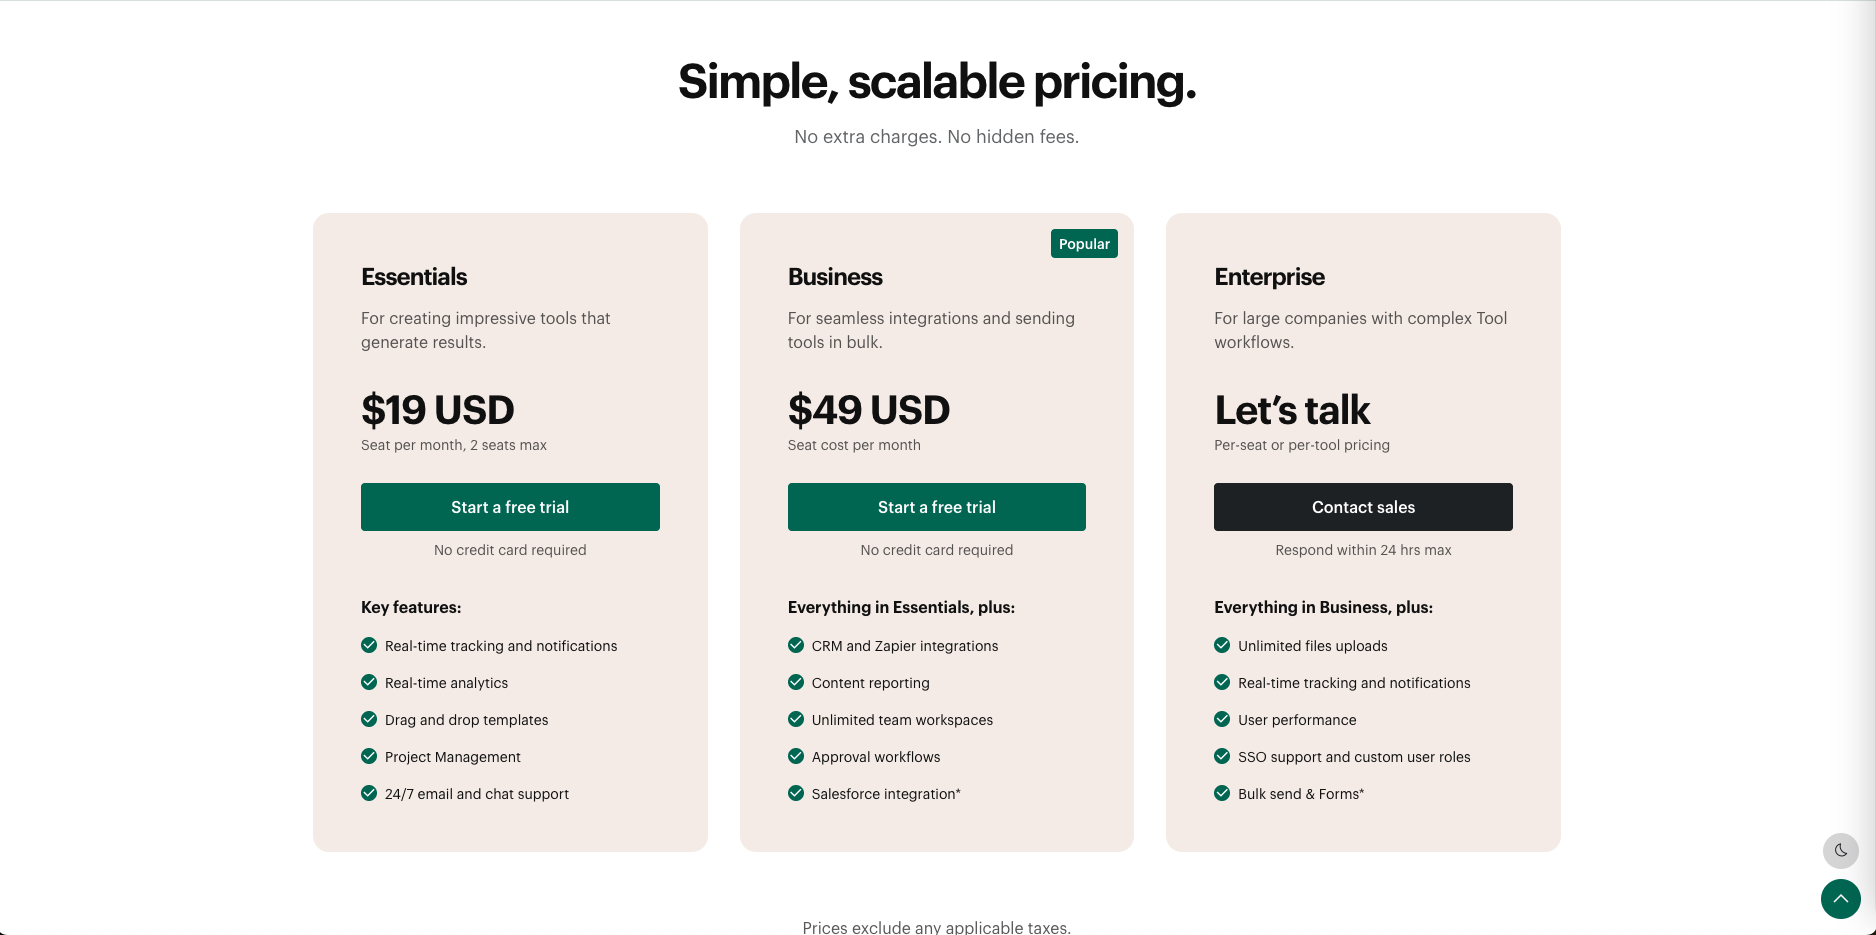 Simple, scalable pricing.
No extra charges. No hidden fees.
Essentials
For creating impressive tools that
generate results.
$19 USD
Seat per month, 2 seats max
Start a free trial
No credit card required
Key features:
Real-time tracking and notifications
Real-time analytics
Drag and drop templates
Project Management
24/7 email and chat support
Popular
Business
For seamless integrations and sending
tools in bulk.
$49 USD
Seat cost per month
Start a free trial
No credit card required
Everything in Essentials, plus:
CRM and Zapier integrations
Content reporting
Unlimited team workspaces
Approval workflows
Salesforce integration*
Enterprise
For large companies with complex Tool
workflows.
Let’s talk
Per-seat or per-tool pricing
Contact sales
Respond within 24 hrs max
Everything in Business, plus:
Unlimited files uploads
Real-time tracking and notifications
User performance
SSO support and custom user roles
Bulk send & Forms*
Prices exclude any applicable taxes.